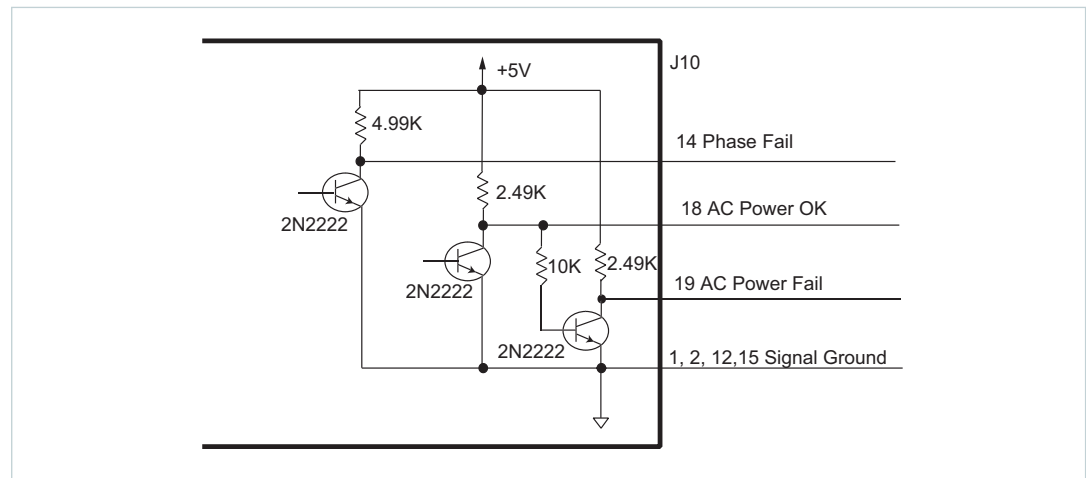 J10
+5V
4.99K
14 Phase Fail
2.49K
18 AC Power OK
2N2222
10K
2.49K
2N2222
19 AC Power Fail
2N2222
1, 2, 12,15 Signal Ground